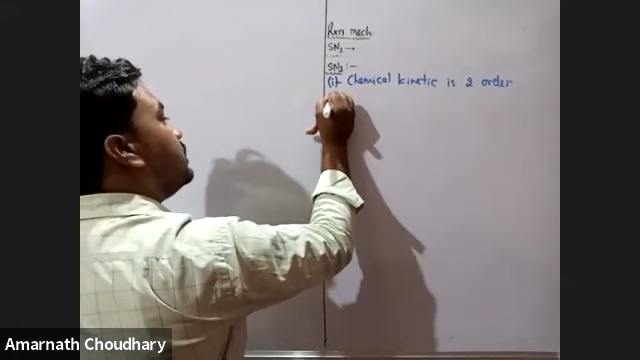 Rxn mech.
SN1 →
SN2 :-
(i) Chemical kinetic is 2 order
Amarnath Choudhary